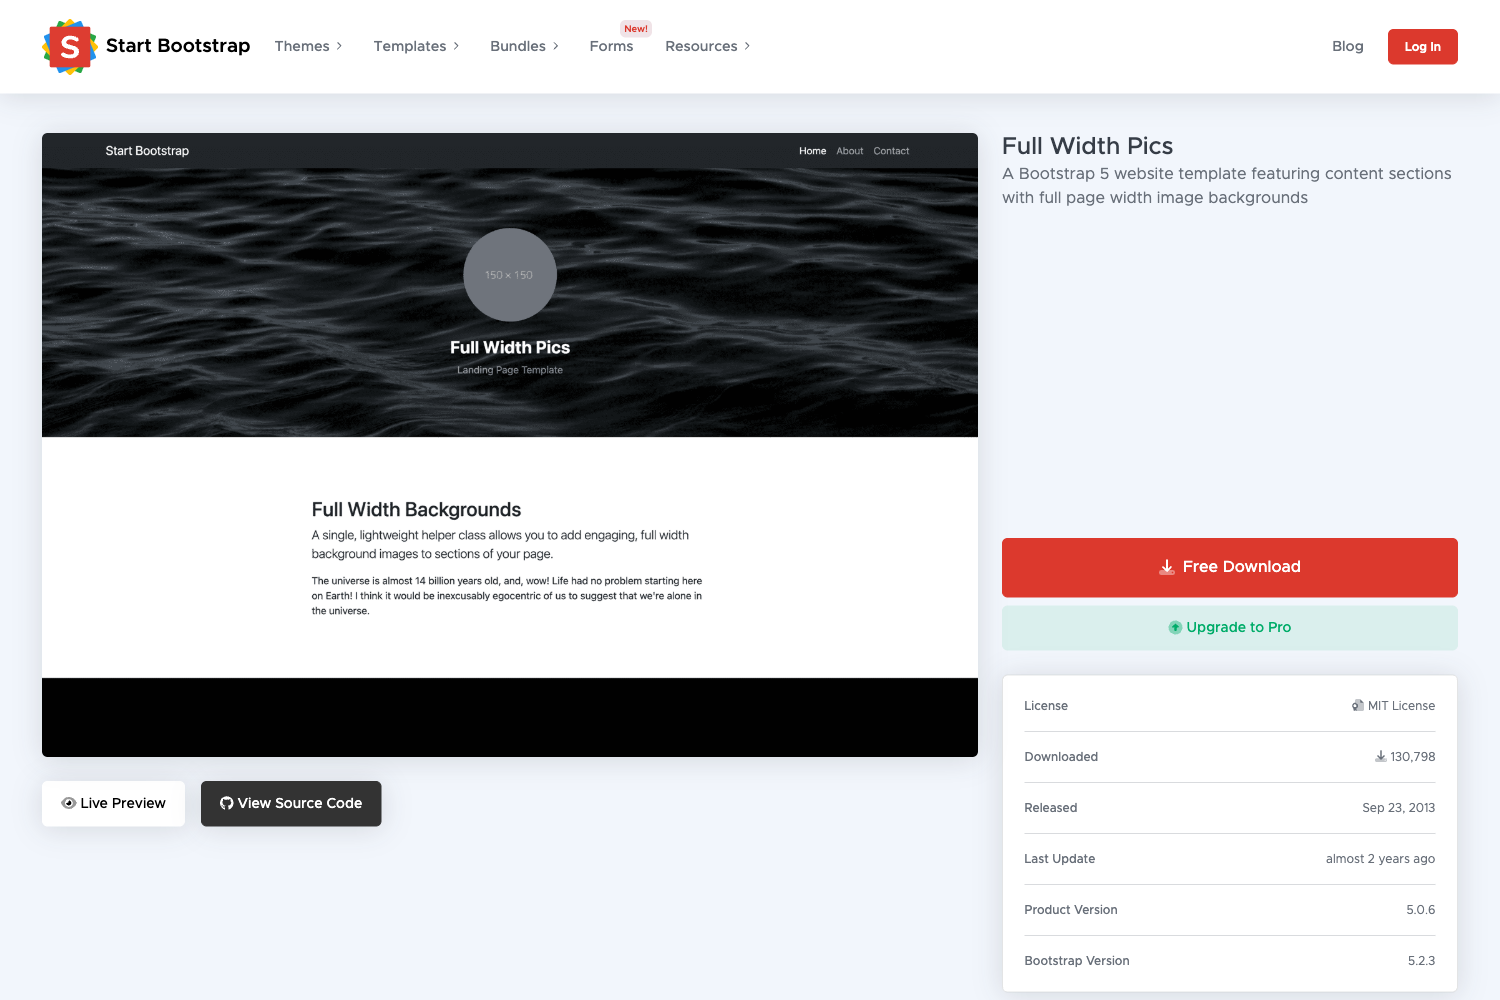 S Start Bootstrap Themes Templates Bundles Forms New! Resources Blog Log In
Start Bootstrap Home About Contact
150 × 150
Full Width Pics
Landing Page Template
Full Width Backgrounds
A single, lightweight helper class allows you to add engaging, full width
background images to sections of your page.
The universe is almost 14 billion years old, and, wow! Life had no problem starting here
on Earth! I think it would be inexcusably egocentric of us to suggest that we're alone in
the universe.
Live Preview View Source Code
Full Width Pics
A Bootstrap 5 website template featuring content sections
with full page width image backgrounds
Free Download
Upgrade to Pro
License MIT License
Downloaded 130,798
Released Sep 23, 2013
Last Update almost 2 years ago
Product Version 5.0.6
Bootstrap Version 5.2.3